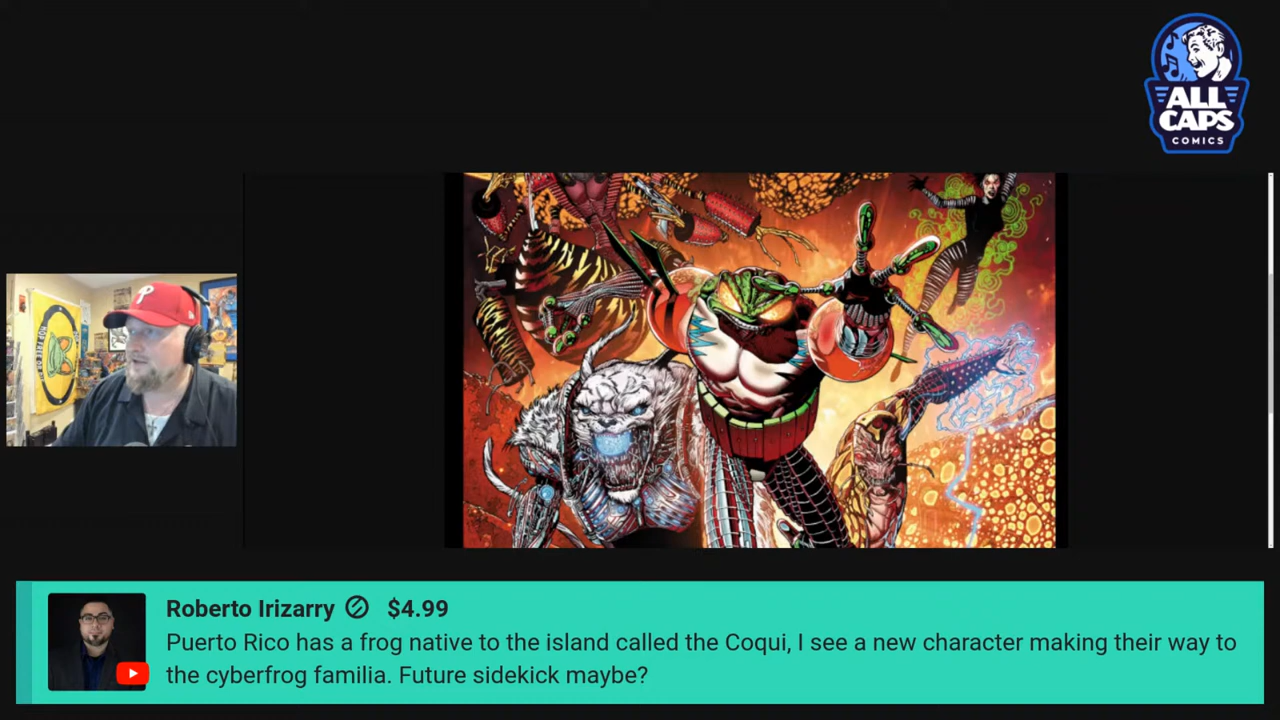 ALL
CAPS
COMICS
Roberto Irizarry $4.99
Puerto Rico has a frog native to the island called the Coqui, I see a new character making their way to
the cyberfrog familia. Future sidekick maybe?